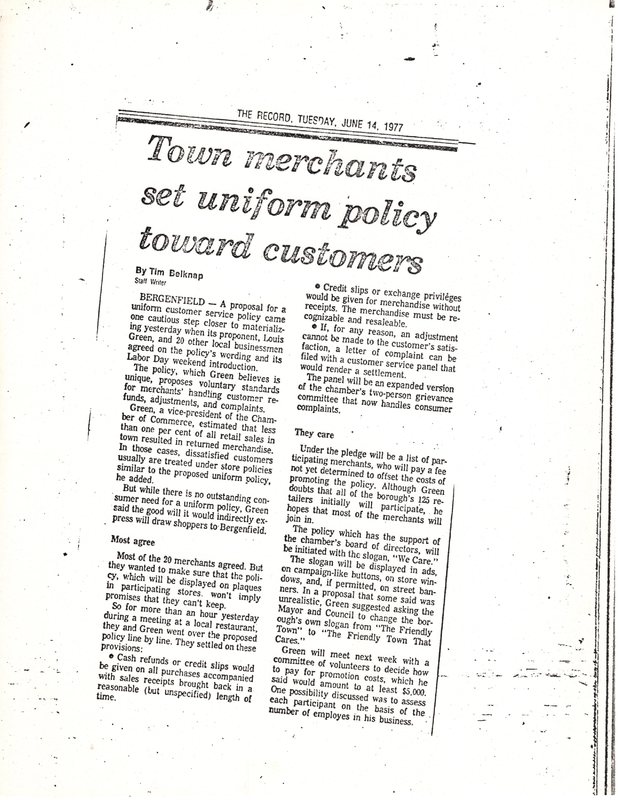 THE RECORD, TUESDAY, JUNE 14, 1977
Town merchants
set uniform policy
toward customers
By Tim Belknap
Staff Writer
BERGENFIELD — A proposal for a
uniform customer service policy came
one cautious step closer to materializ-
ing yesterday when its proponent, Louis
Green, and 20 other local businessmen
agreed on the policy's wording and its
Labor Day weekend introduction.
The policy, which Green believes is
unique, proposes voluntary standards
for merchants' handling customer re-
funds, adjustments, and complaints.
Green, a vice-president of the Cham-
ber of Commerce, estimated that less
than one per cent of all retail sales in
town resulted in returned merchandise.
In those cases, dissatisfied customers
usually are treated under store policies
similar to the proposed uniform policy,
he added.
But while there is no outstanding con-
sumer need for a uniform policy, Green
said the good will it would indirectly ex-
press will draw shoppers to Bergenfield.
Most agree
Most of the 20 merchants agreed. But
they wanted to make sure that the poli-
cy, which will be displayed on plaques
in participating stores. won't imply
promises that they can't keep.
So for more than an hour yesterday
during a meeting at a local restaurant,
they and Green went over the proposed
policy line by line. They settled on these
provisions:
• Cash refunds or credit slips would
be given on all purchases accompanied
with sales receipts brought back in a
reasonable (but unspecified) length of
time.
• Credit slips or exchange privileges
would be given for merchandise without
receipts. The merchandise must be re-
cognizable and resaleable.
• If, for any reason, an adjustment
cannot be made to the customer's satis-
faction, a letter of complaint can be
filed with a customer service panel that
would render a settlement.
The panel will be an expanded version
of the chamber's two-person grievance
committee that now handles consumer
complaints.
They care
Under the pledge will be a list of par-
ticipating merchants, who will pay a fee
not yet determined to offset the costs of
promoting the policy. Although Green
doubts that all of the borough's 125 re-
tailers initially will participate, he
hopes that most of the merchants will
join in.
The policy which has the support of
the chamber's board of directors, will
be initiated with the slogan, "We Care."
The slogan will be displayed in ads,
on campaign-like buttons, on store win-
dows, and, if permitted, on street ban-
ners. In a proposal that some said was
unrealistic, Green suggested asking the
Mayor and Council to change the bor-
ough's own slogan from "The Friendly
Town" to "The Friendly Town That
Cares."
Green will meet next week with a
committee of volunteers to decide how
to pay for promotion costs, which he
said would amount to at least $5,000.
One possibility discussed was to assess
each participant on the basis of the
number of employes in his business.